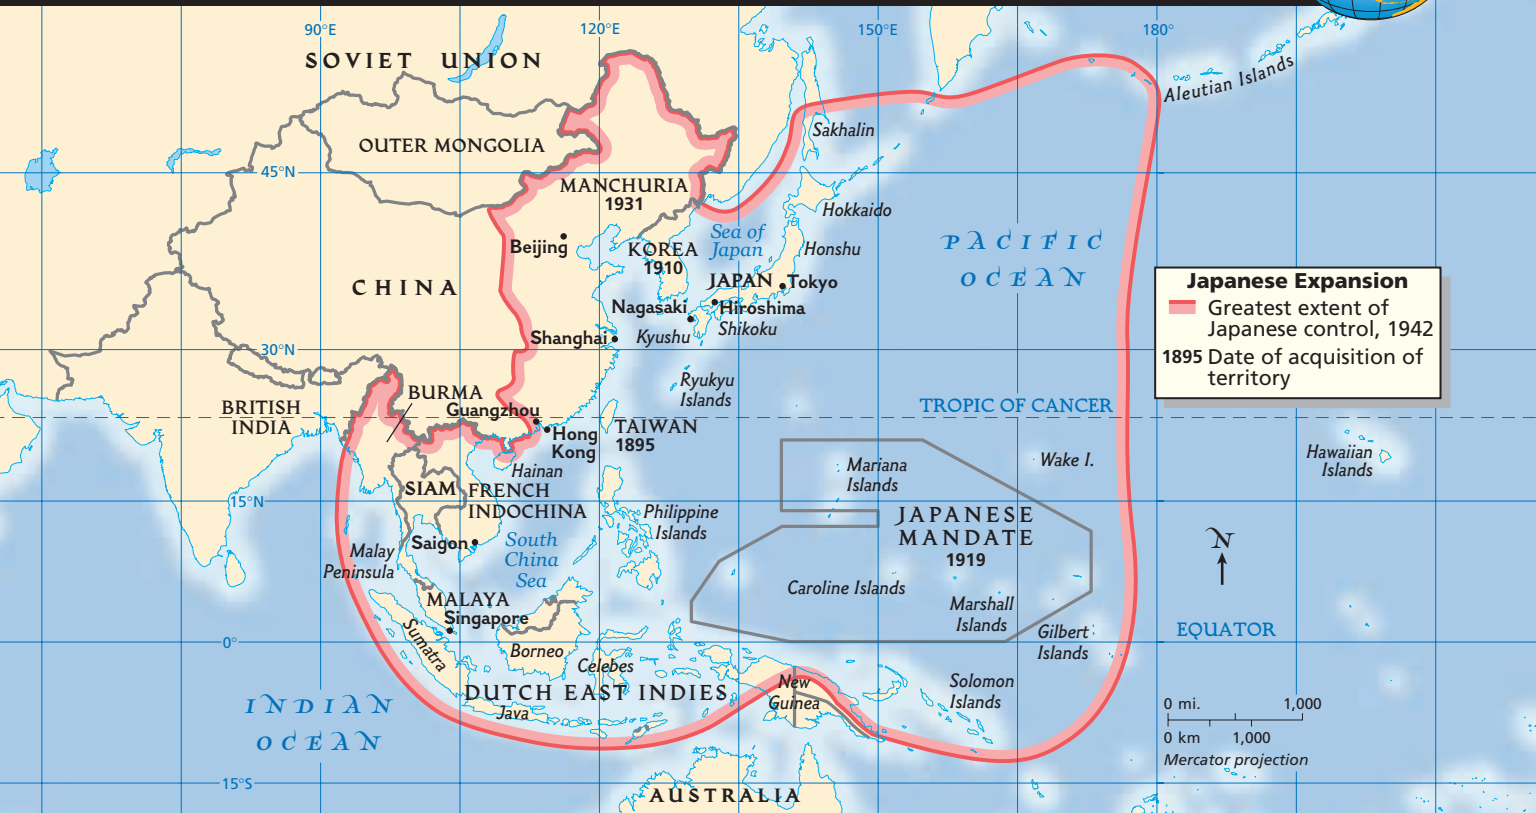 90°E
120°E
150°E
180°
SOVIET UNION
Aleutian Islands
Sakhalin
OUTER MONGOLIA
45°N
MANCHURIA
1931
Hokkaido
Beijing
KOREA
1910
Sea of
Japan
Honshu
PACIFIC
OCEAN
CHINA
JAPAN
Tokyo
Nagasaki
Hiroshima
Shanghai
Kyushu
Shikoku
Japanese Expansion
Greatest extent of
Japanese control, 1942
1895 Date of acquisition of
territory
30°N
BURMA
Ryukyu
Islands
BRITISH
INDIA
Guangzhou
TROPIC OF CANCER
Hong
Kong
TAIWAN
1895
Hainan
Mariana
Islands
Wake I.
Hawaiian
Islands
SIAM
FRENCH
INDOCHINA
15°N
Philippine
Islands
JAPANESE
MANDATE
1919
Saigon
South
China
Sea
Malay
Peninsula
N
Caroline Islands
MALAYA
Singapore
Marshall
Islands
0°
Sumatra
Borneo
Celebes
Gilbert
Islands
EQUATOR
DUTCH EAST INDIES
New
Guinea
Solomon
Islands
INDIAN
OCEAN
Java
0 mi. 1,000
0 km 1,000
Mercator projection
15°S
AUSTRALIA